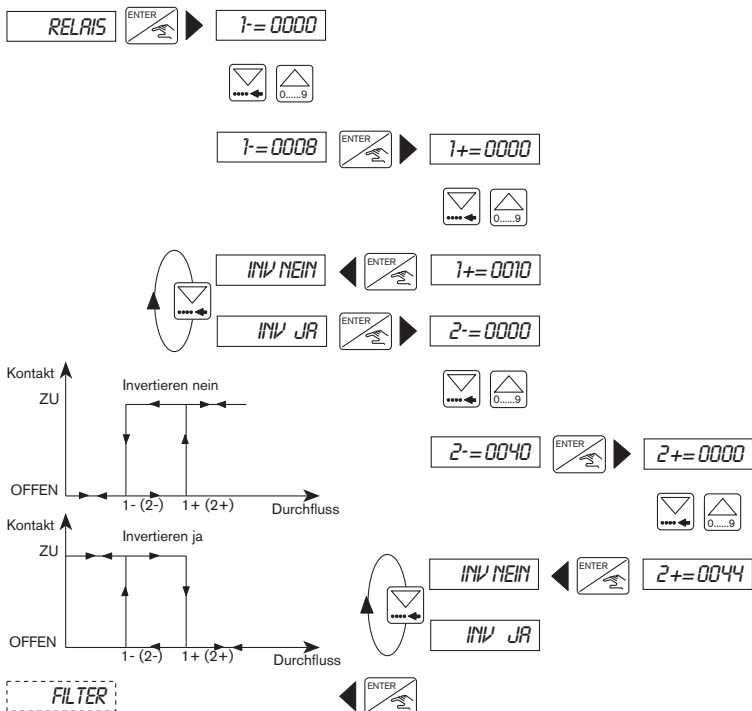 RELAIS ENTER 1-=0000
0......9
1-=0008 ENTER 1+=0000
0......9
INV NEIN ENTER 1+=0010
INV JA ENTER 2-=0000
0......9
Kontakt
ZU
Invertieren nein
OFFEN
1- (2-) 1+ (2+)
Durchfluss
2-=0040 ENTER 2+=0000
0......9
Kontakt
ZU
Invertieren ja
OFFEN
1- (2-) 1+ (2+)
Durchfluss
INV NEIN ENTER 2+=0044
INV JA
FILTER ENTER